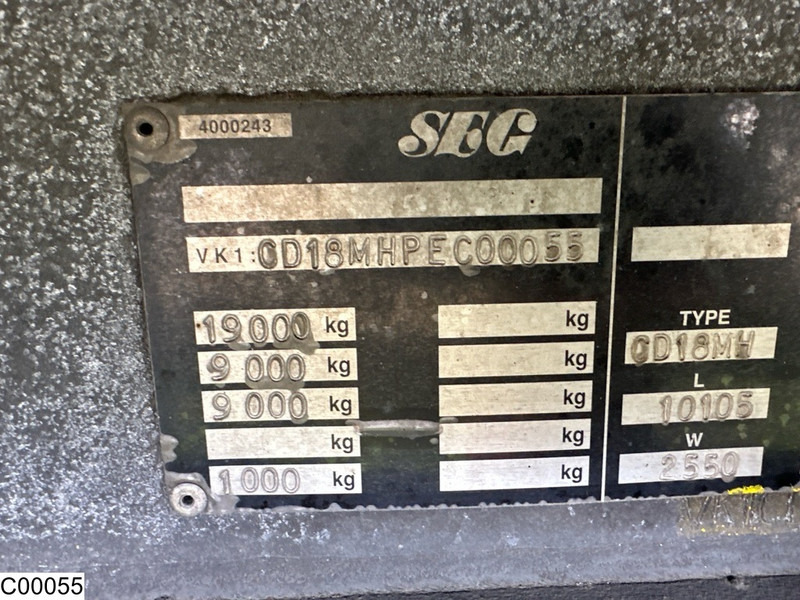 4000243
SEG
VK1:CD18MHPEC00055
19000 kg
kg
9000 kg
kg
9000 kg
kg
kg
kg
1000 kg
kg
TYPE
CD18MH
L
10105
W
2550
C00055